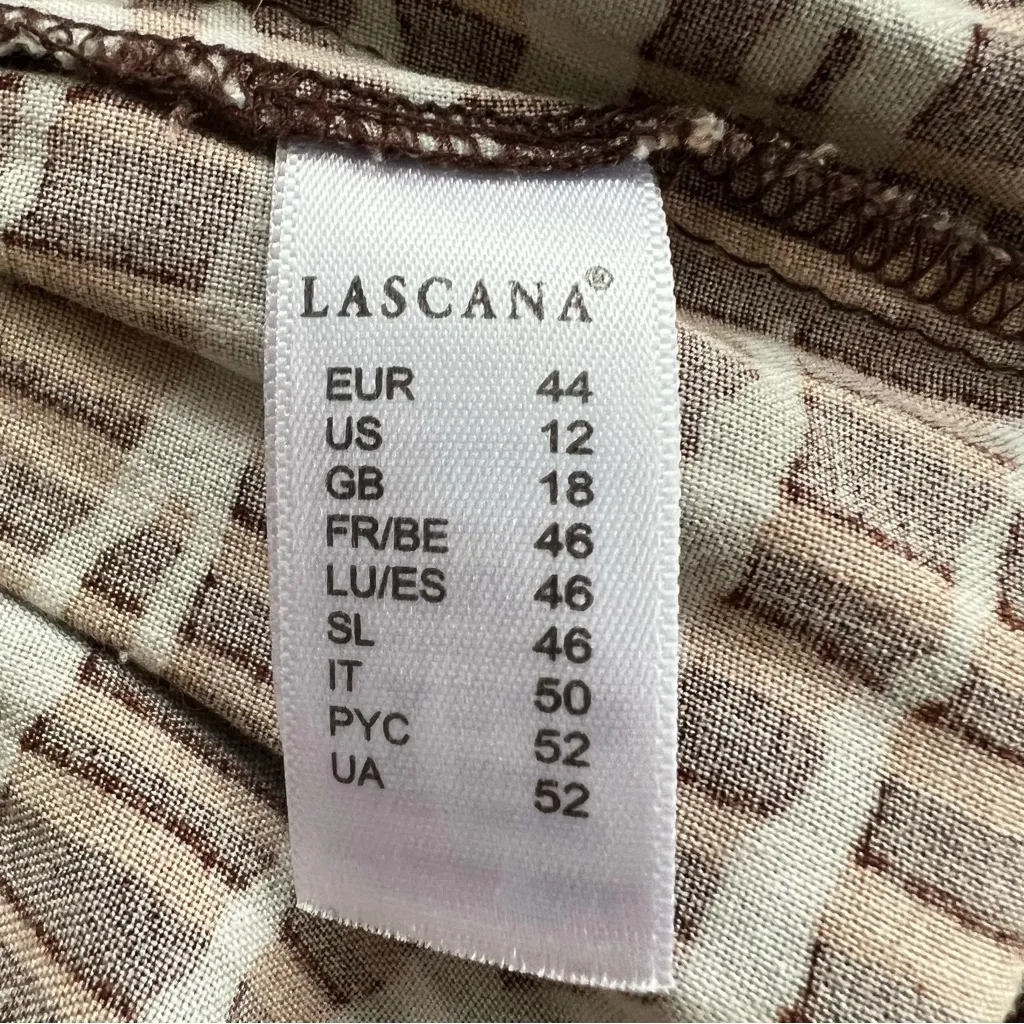 LASCANA®
EUR 44
US 12
GB 18
FR/BE 46
LU/ES 46
SL 46
IT 50
PYC 52
UA 52